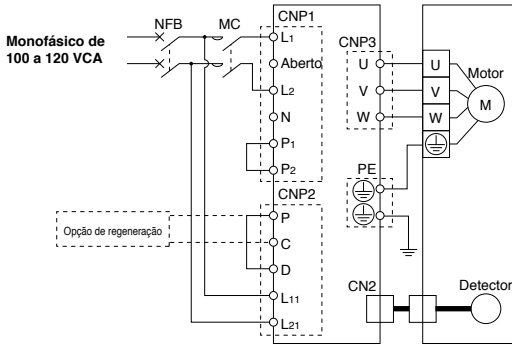 NFB MC CNP1
Monofásico de
100 a 120 VCA
L1
Aberto
L2
N
P1
P2
CNP3
U
V
W
U
V
W
Motor
M
PE
CNP2
Opção de regeneração
P
C
D
L11
L21
CN2
Detector